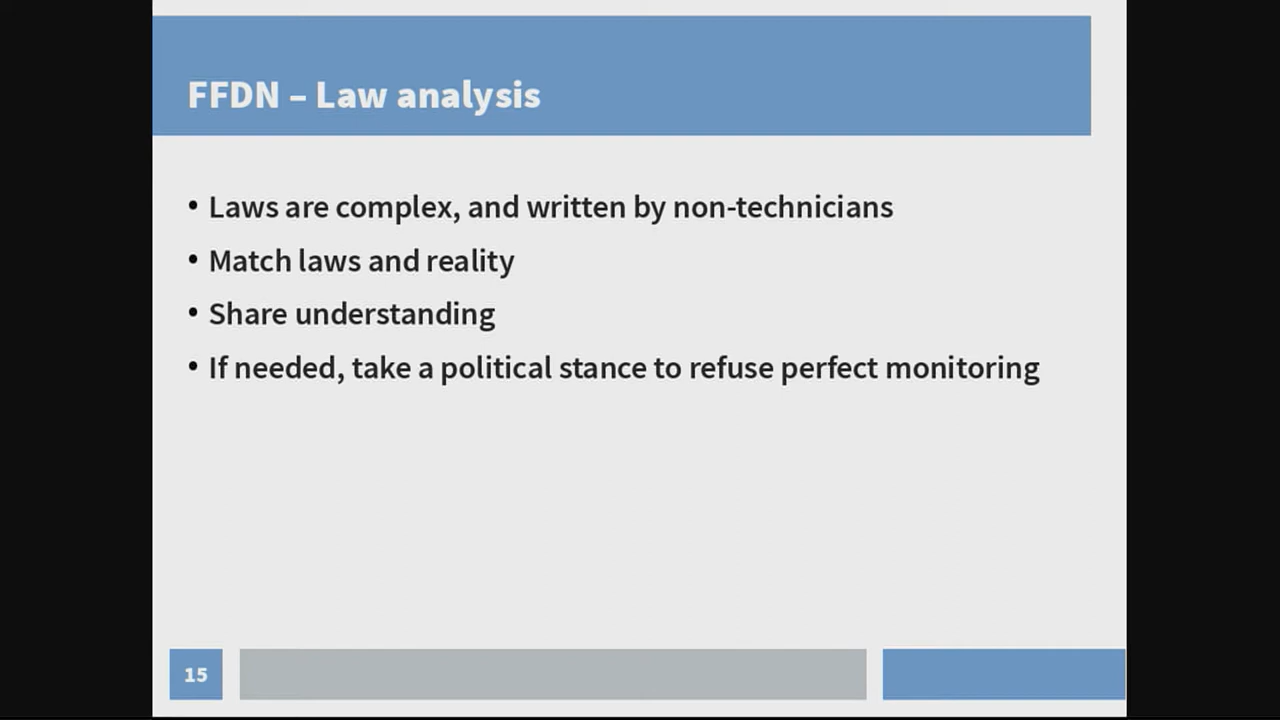 FFDN – Law analysis
• Laws are complex, and written by non-technicians
• Match laws and reality
• Share understanding
• If needed, take a political stance to refuse perfect monitoring
15